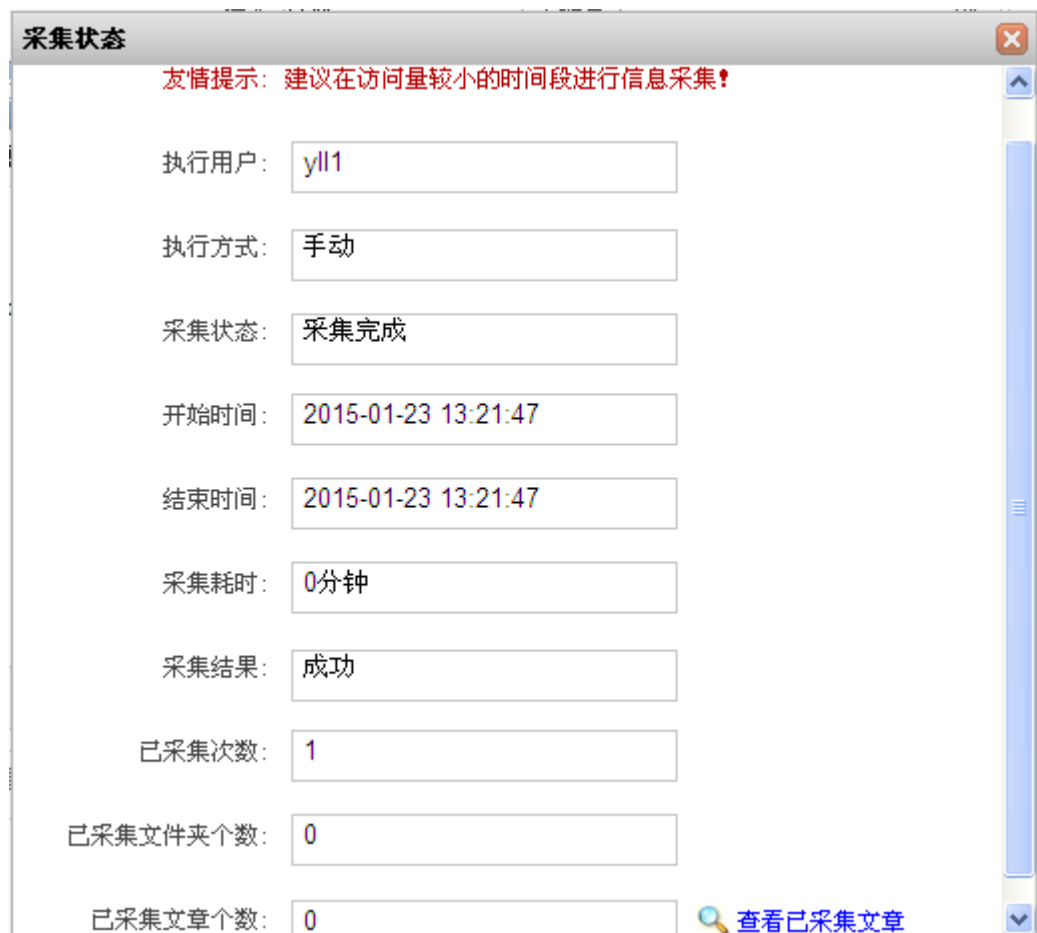 采集状态
友情提示：建议在访问量较小的时间段进行信息采集！
执行用户： yll1
执行方式： 手动
采集状态： 采集完成
开始时间： 2015-01-23 13:21:47
结束时间： 2015-01-23 13:21:47
采集耗时： 0分钟
采集结果： 成功
已采集次数： 1
已采集文件夹个数： 0
已采集文章个数： 0 查看已采集文章